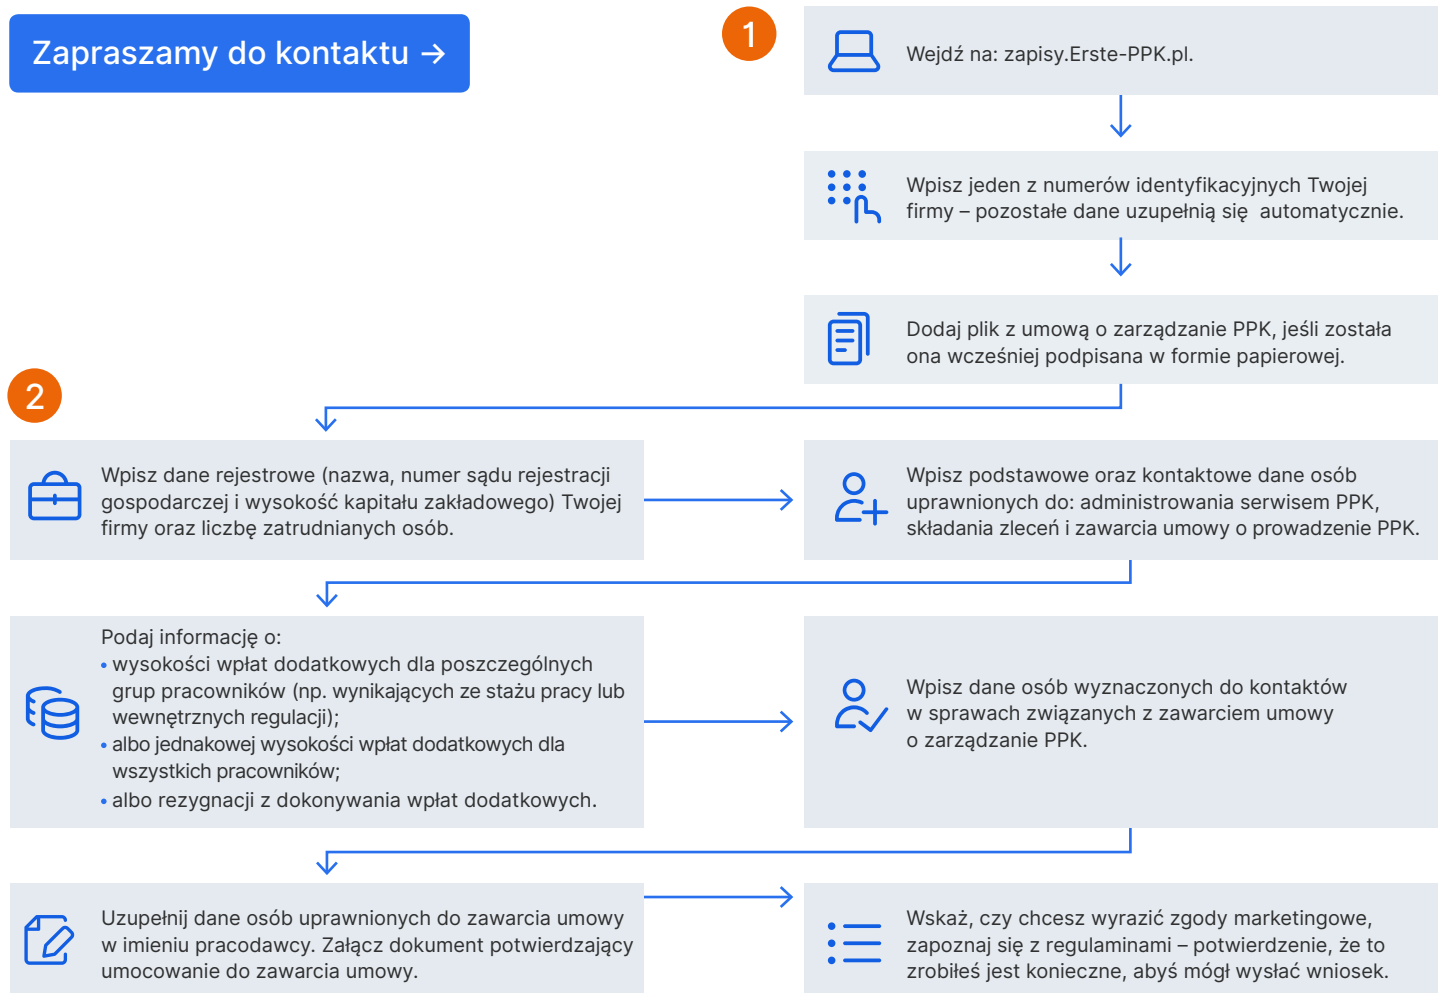 Zapraszamy do kontaktu →
1
Wejdź na: zapisy.Erste-PPK.pl.
Wpisz jeden z numerów identyfikacyjnych Twojej
firmy – pozostałe dane uzupełnią się automatycznie.
Dodaj plik z umową o zarządzanie PPK, jeśli została
ona wcześniej podpisana w formie papierowej.
2
Wpisz dane rejestrowe (nazwa, numer sądu rejestracji
gospodarczej i wysokość kapitału zakładowego) Twojej
firmy oraz liczbę zatrudnianych osób.
Wpisz podstawowe oraz kontaktowe dane osób
uprawnionych do: administrowania serwisem PPK,
składania zleceń i zawarcia umowy o prowadzenie PPK.
Podaj informację o:
• wysokości wpłat dodatkowych dla poszczególnych
grup pracowników (np. wynikających ze stażu pracy lub
wewnętrznych regulacji);
• albo jednakowej wysokości wpłat dodatkowych dla
wszystkich pracowników;
• albo rezygnacji z dokonywania wpłat dodatkowych.
Wpisz dane osób wyznaczonych do kontaktów
w sprawach związanych z zawarciem umowy
o zarządzanie PPK.
Uzupełnij dane osób uprawnionych do zawarcia umowy
w imieniu pracodawcy. Załącz dokument potwierdzający
umocowanie do zawarcia umowy.
Wskaż, czy chcesz wyrazić zgody marketingowe,
zapoznaj się z regulaminami – potwierdzenie, że to
zrobiłeś jest konieczne, abyś mógł wysłać wniosek.